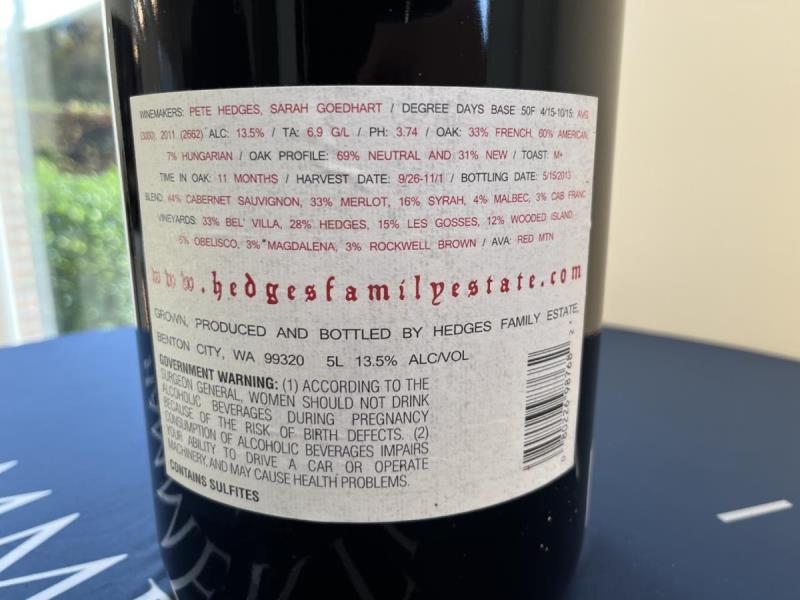 WINEMAKERS: PETE HEDGES, SARAH GOEDHART / DEGREE DAYS BASE 50F 4/15-10/15: AVG
(3000), 2011 (2662) ALC: 13.5% / TA: 6.9 G/L / PH: 3.74 / OAK: 33% FRENCH, 60% AMERICAN,
7% HUNGARIAN / OAK PROFILE: 69% NEUTRAL AND 31% NEW / TOAST: M+
TIME IN OAK: 11 MONTHS / HARVEST DATE: 9/26-11/1 / BOTTLING DATE: 5/15/2013
BLEND: 44% CABERNET SAUVIGNON, 33% MERLOT, 16% SYRAH, 4% MALBEC, 3% CAB FRANC
VINEYARDS: 33% BEL' VILLA, 28% HEDGES, 15% LES GOSSES, 12% WOODED ISLAND,
5% OBELISCO, 3% MAGDALENA, 3% ROCKWELL BROWN / AVA: RED MTN
www.hedgesfamilyestate.com
GROWN, PRODUCED AND BOTTLED BY HEDGES FAMILY ESTATE,
BENTON CITY, WA 99320 5L 13.5% ALC/VOL
GOVERNMENT WARNING: (1) ACCORDING TO THE
SURGEON GENERAL, WOMEN SHOULD NOT DRINK
ALCOHOLIC BEVERAGES DURING PREGNANCY
BECAUSE OF THE RISK OF BIRTH DEFECTS. (2)
CONSUMPTION OF ALCOHOLIC BEVERAGES IMPAIRS
YOUR ABILITY TO DRIVE A CAR OR OPERATE
MACHINERY, AND MAY CAUSE HEALTH PROBLEMS.
CONTAINS SULFITES